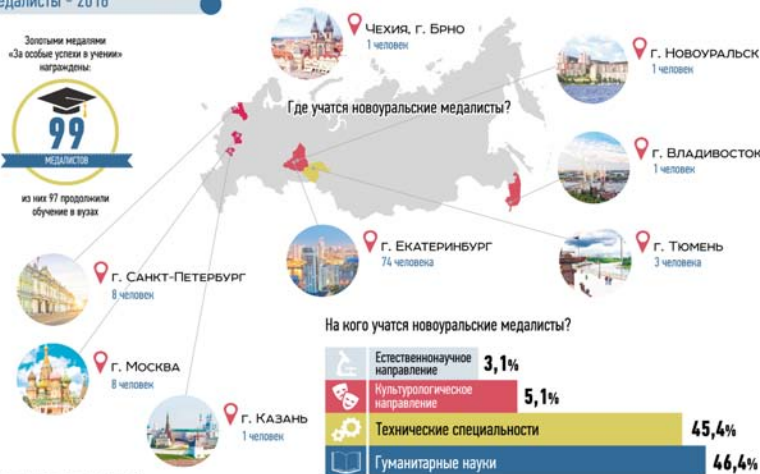 медалисты - 2018
Золотыми медалями
«За особые успехи в учении»
награждены:
99
МЕДАЛИСТОВ
из них 97 продолжили
обучение в вузах
Чехия, г. Брно
1 человек
г. Новоуральск
1 человек
Где учатся новоуральские медалисты?
г. Владивосток
1 человек
г. Екатеринбург
74 человека
г. Тюмень
3 человека
г. Санкт-Петербург
8 человек
г. Москва
8 человек
г. Казань
1 человек
На кого учатся новоуральские медалисты?
Естественнонаучное
направление
3,1%
Культурологическое
направление
5,1%
Технические специальности
45,4%
Гуманитарные науки
46,4%